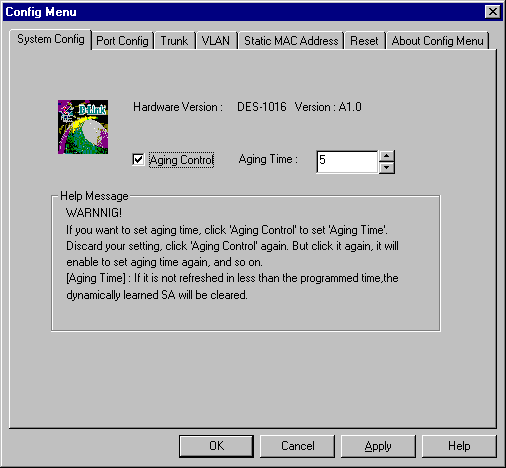 Config Menu
System Config
Port Config
Trunk
VLAN
Static MAC Address
Reset
About Config Menu
D-Link
Hardware Version : DES-1016 Version : A1.0
Aging Control
Aging Time :
5
Help Message
WARNNIG!
If you want to set aging time, click 'Aging Control' to set 'Aging Time'.
Discard your setting, click 'Aging Control' again. But click it again, it will
enable to set aging time again, and so on.
[Aging Time] : If it is not refreshed in less than the programmed time,the
dynamically learned SA will be cleared.
OK
Cancel
Apply
Help